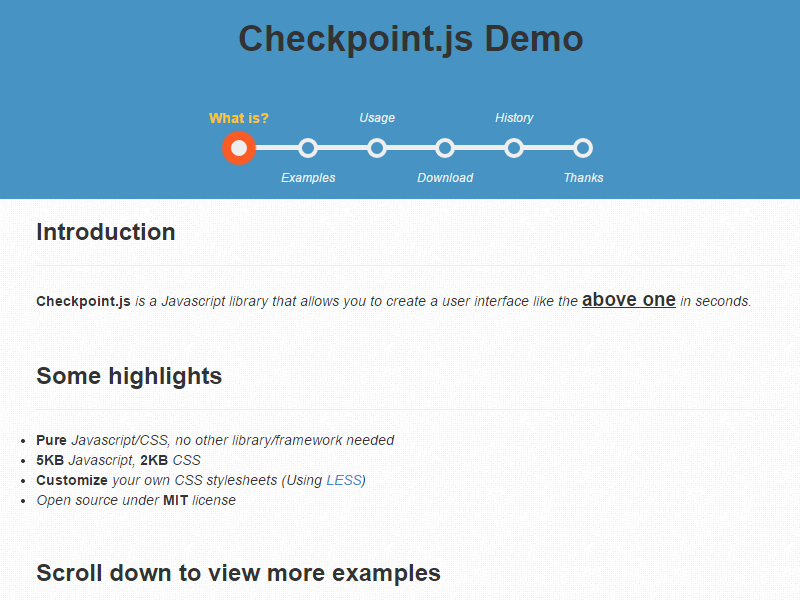 Checkpoint.js Demo
What is? Usage History
Examples Download Thanks
Introduction
Checkpoint.js is a Javascript library that allows you to create a user interface like the above one in seconds.
Some highlights
Pure Javascript/CSS, no other library/framework needed
5KB Javascript, 2KB CSS
Customize your own CSS stylesheets (Using LESS)
Open source under MIT license
Scroll down to view more examples